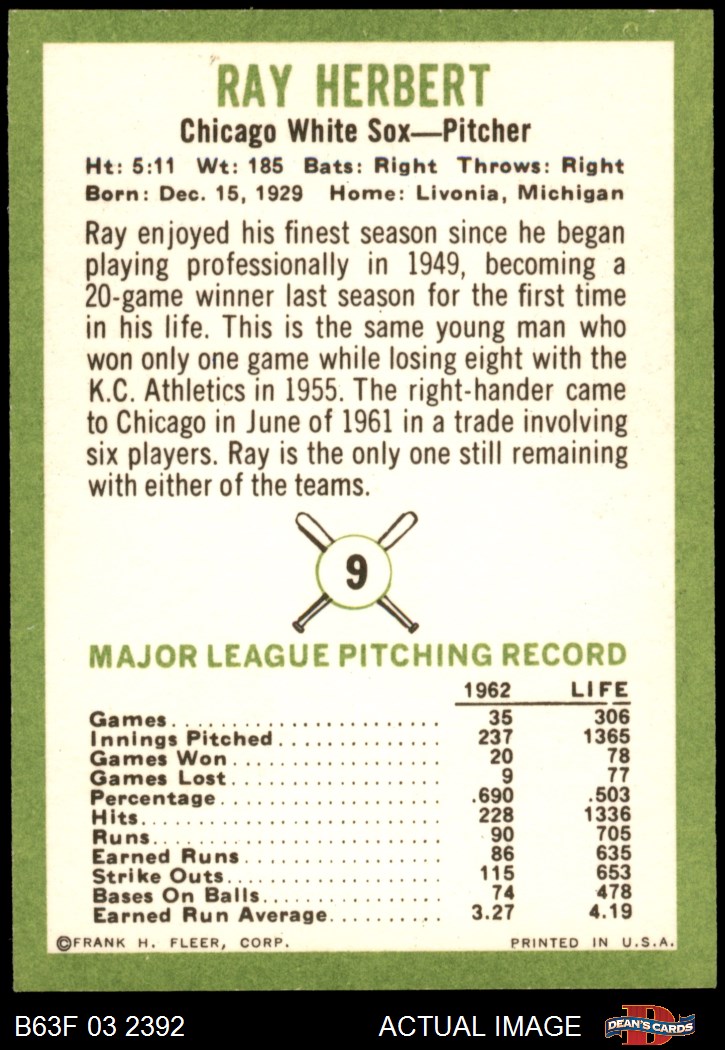 RAY HERBERT
Chicago White Sox—Pitcher
Ht: 5:11 Wt: 185 Bats: Right Throws: Right
Born: Dec. 15, 1929 Home: Livonia, Michigan
Ray enjoyed his finest season since he began
playing professionally in 1949, becoming a
20-game winner last season for the first time
in his life. This is the same young man who
won only one game while losing eight with the
K.C. Athletics in 1955. The right-hander came
to Chicago in June of 1961 in a trade involving
six players. Ray is the only one still remaining
with either of the teams.
9
MAJOR LEAGUE PITCHING RECORD
1962 LIFE
Games 35 306
Innings Pitched 237 1365
Games Won 20 78
Games Lost 9 77
Percentage .690 .503
Hits 228 1336
Runs 90 705
Earned Runs 86 635
Strike Outs 115 653
Bases On Balls 74 478
Earned Run Average 3.27 4.19
©FRANK H. FLEER, CORP. PRINTED IN U.S.A.
B63F 03 2392 ACTUAL IMAGE D DEAN'S CARDS